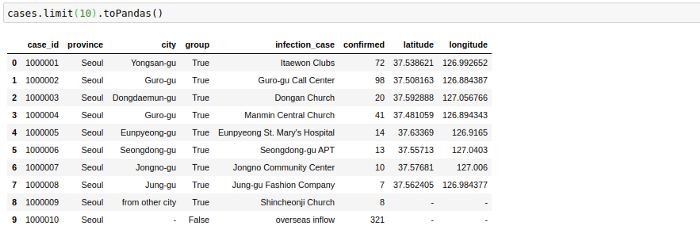 cases.limit(10).toPandas()
case_id province city group infection_case confirmed latitude longitude
0 1000001 Seoul Yongsan-gu True Itaewon Clubs 72 37.538621 126.992652
1 1000002 Seoul Guro-gu True Guro-gu Call Center 98 37.508163 126.884387
2 1000003 Seoul Dongdaemun-gu True Dongan Church 20 37.592888 127.056766
3 1000004 Seoul Guro-gu True Manmin Central Church 41 37.481059 126.894343
4 1000005 Seoul Eunpyeong-gu True Eunpyeong St. Mary's Hospital 14 37.63369 126.9165
5 1000006 Seoul Seongdong-gu True Seongdong-gu APT 13 37.55713 127.0403
6 1000007 Seoul Jongno-gu True Jongno Community Center 10 37.57681 127.006
7 1000008 Seoul Jung-gu True Jung-gu Fashion Company 7 37.562405 126.984377
8 1000009 Seoul from other city True Shincheonji Church 8 - -
9 1000010 Seoul - False overseas inflow 321 - -